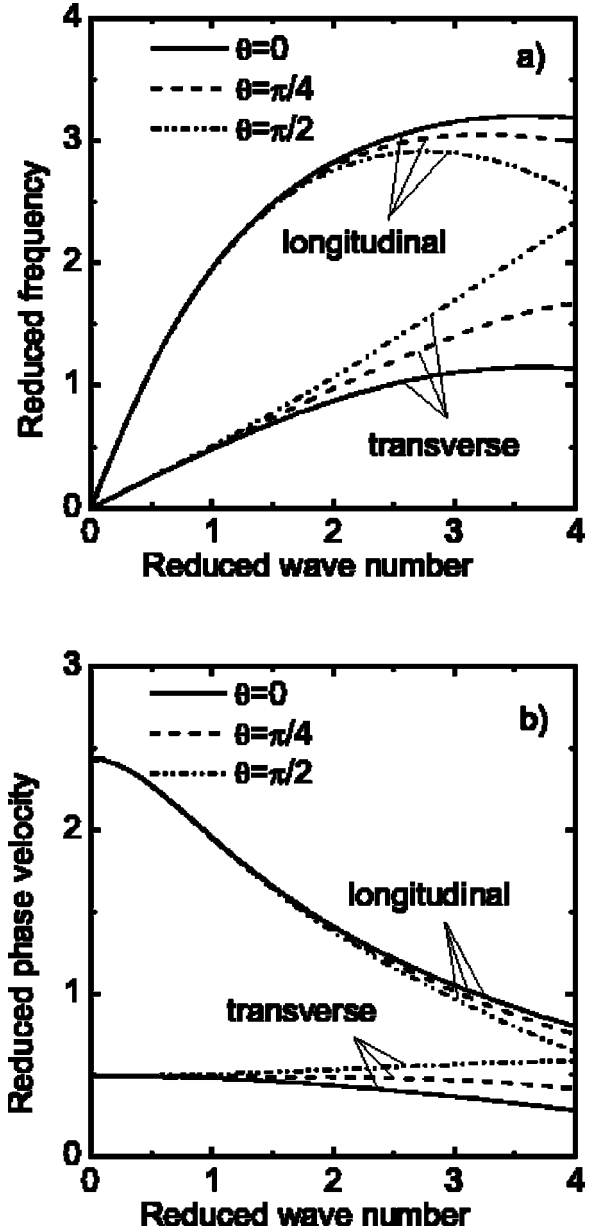 4
a)
θ=0
θ=π/4
θ=π/2
3
longitudinal
2
Reduced frequency
1
transverse
0
0 1 2 3 4
Reduced wave number
3
θ=0
b)
θ=π/4
θ=π/2
2
longitudinal
Reduced phase velocity
1
transverse
0
0 1 2 3 4
Reduced wave number